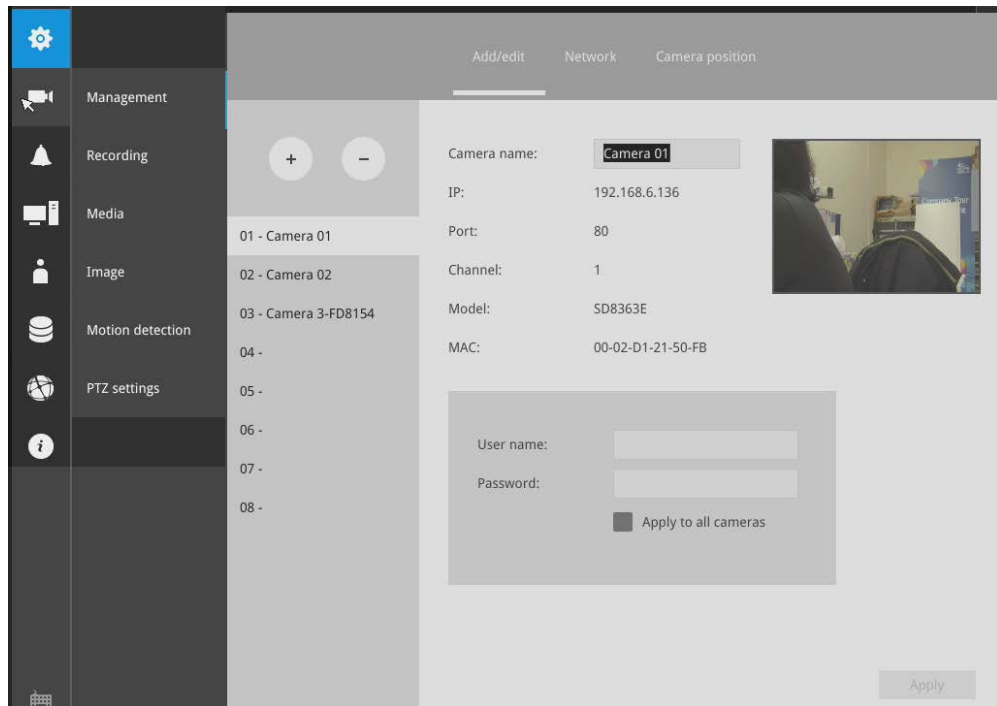 Add/edit Network Camera position
Management
Recording
Media
Image
Motion detection
PTZ settings
+ −
01 - Camera 01
02 - Camera 02
03 - Camera 3-FD8154
04 -
05 -
06 -
07 -
08 -
Camera name: Camera 01
IP: 192.168.6.136
Port: 80
Channel: 1
Model: SD8363E
MAC: 00-02-D1-21-50-FB
Company Tour
User name:
Password:
Apply to all cameras
Apply